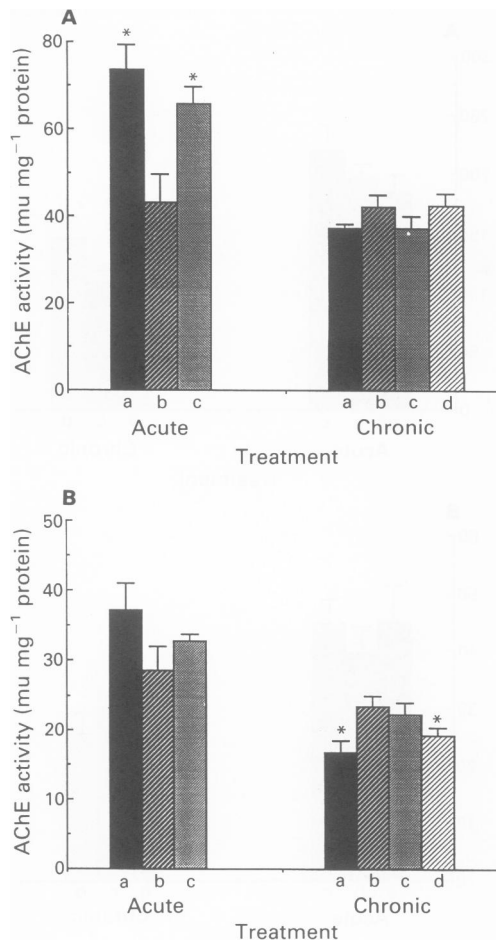 A
AChE activity (mu mg−1 protein)
80
60
40
20
0
*
*
a b c
a b c d
Acute
Chronic
Treatment
B
AChE activity (mu mg−1 protein)
50
40
30
20
10
0
*
*
a b c
a b c d
Acute
Chronic
Treatment